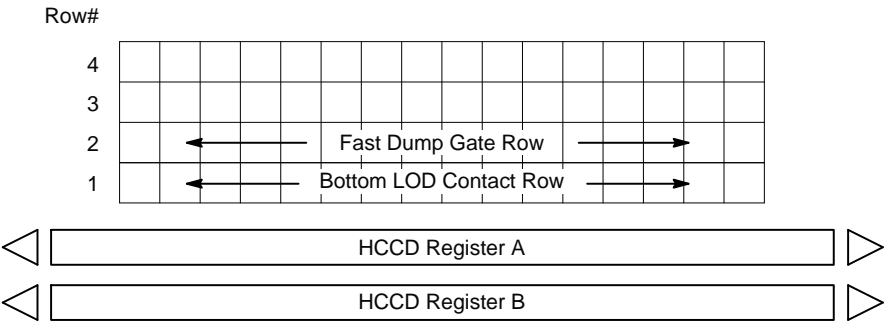 Row#
4
3
2 Fast Dump Gate Row
1 Bottom LOD Contact Row
HCCD Register A
HCCD Register B